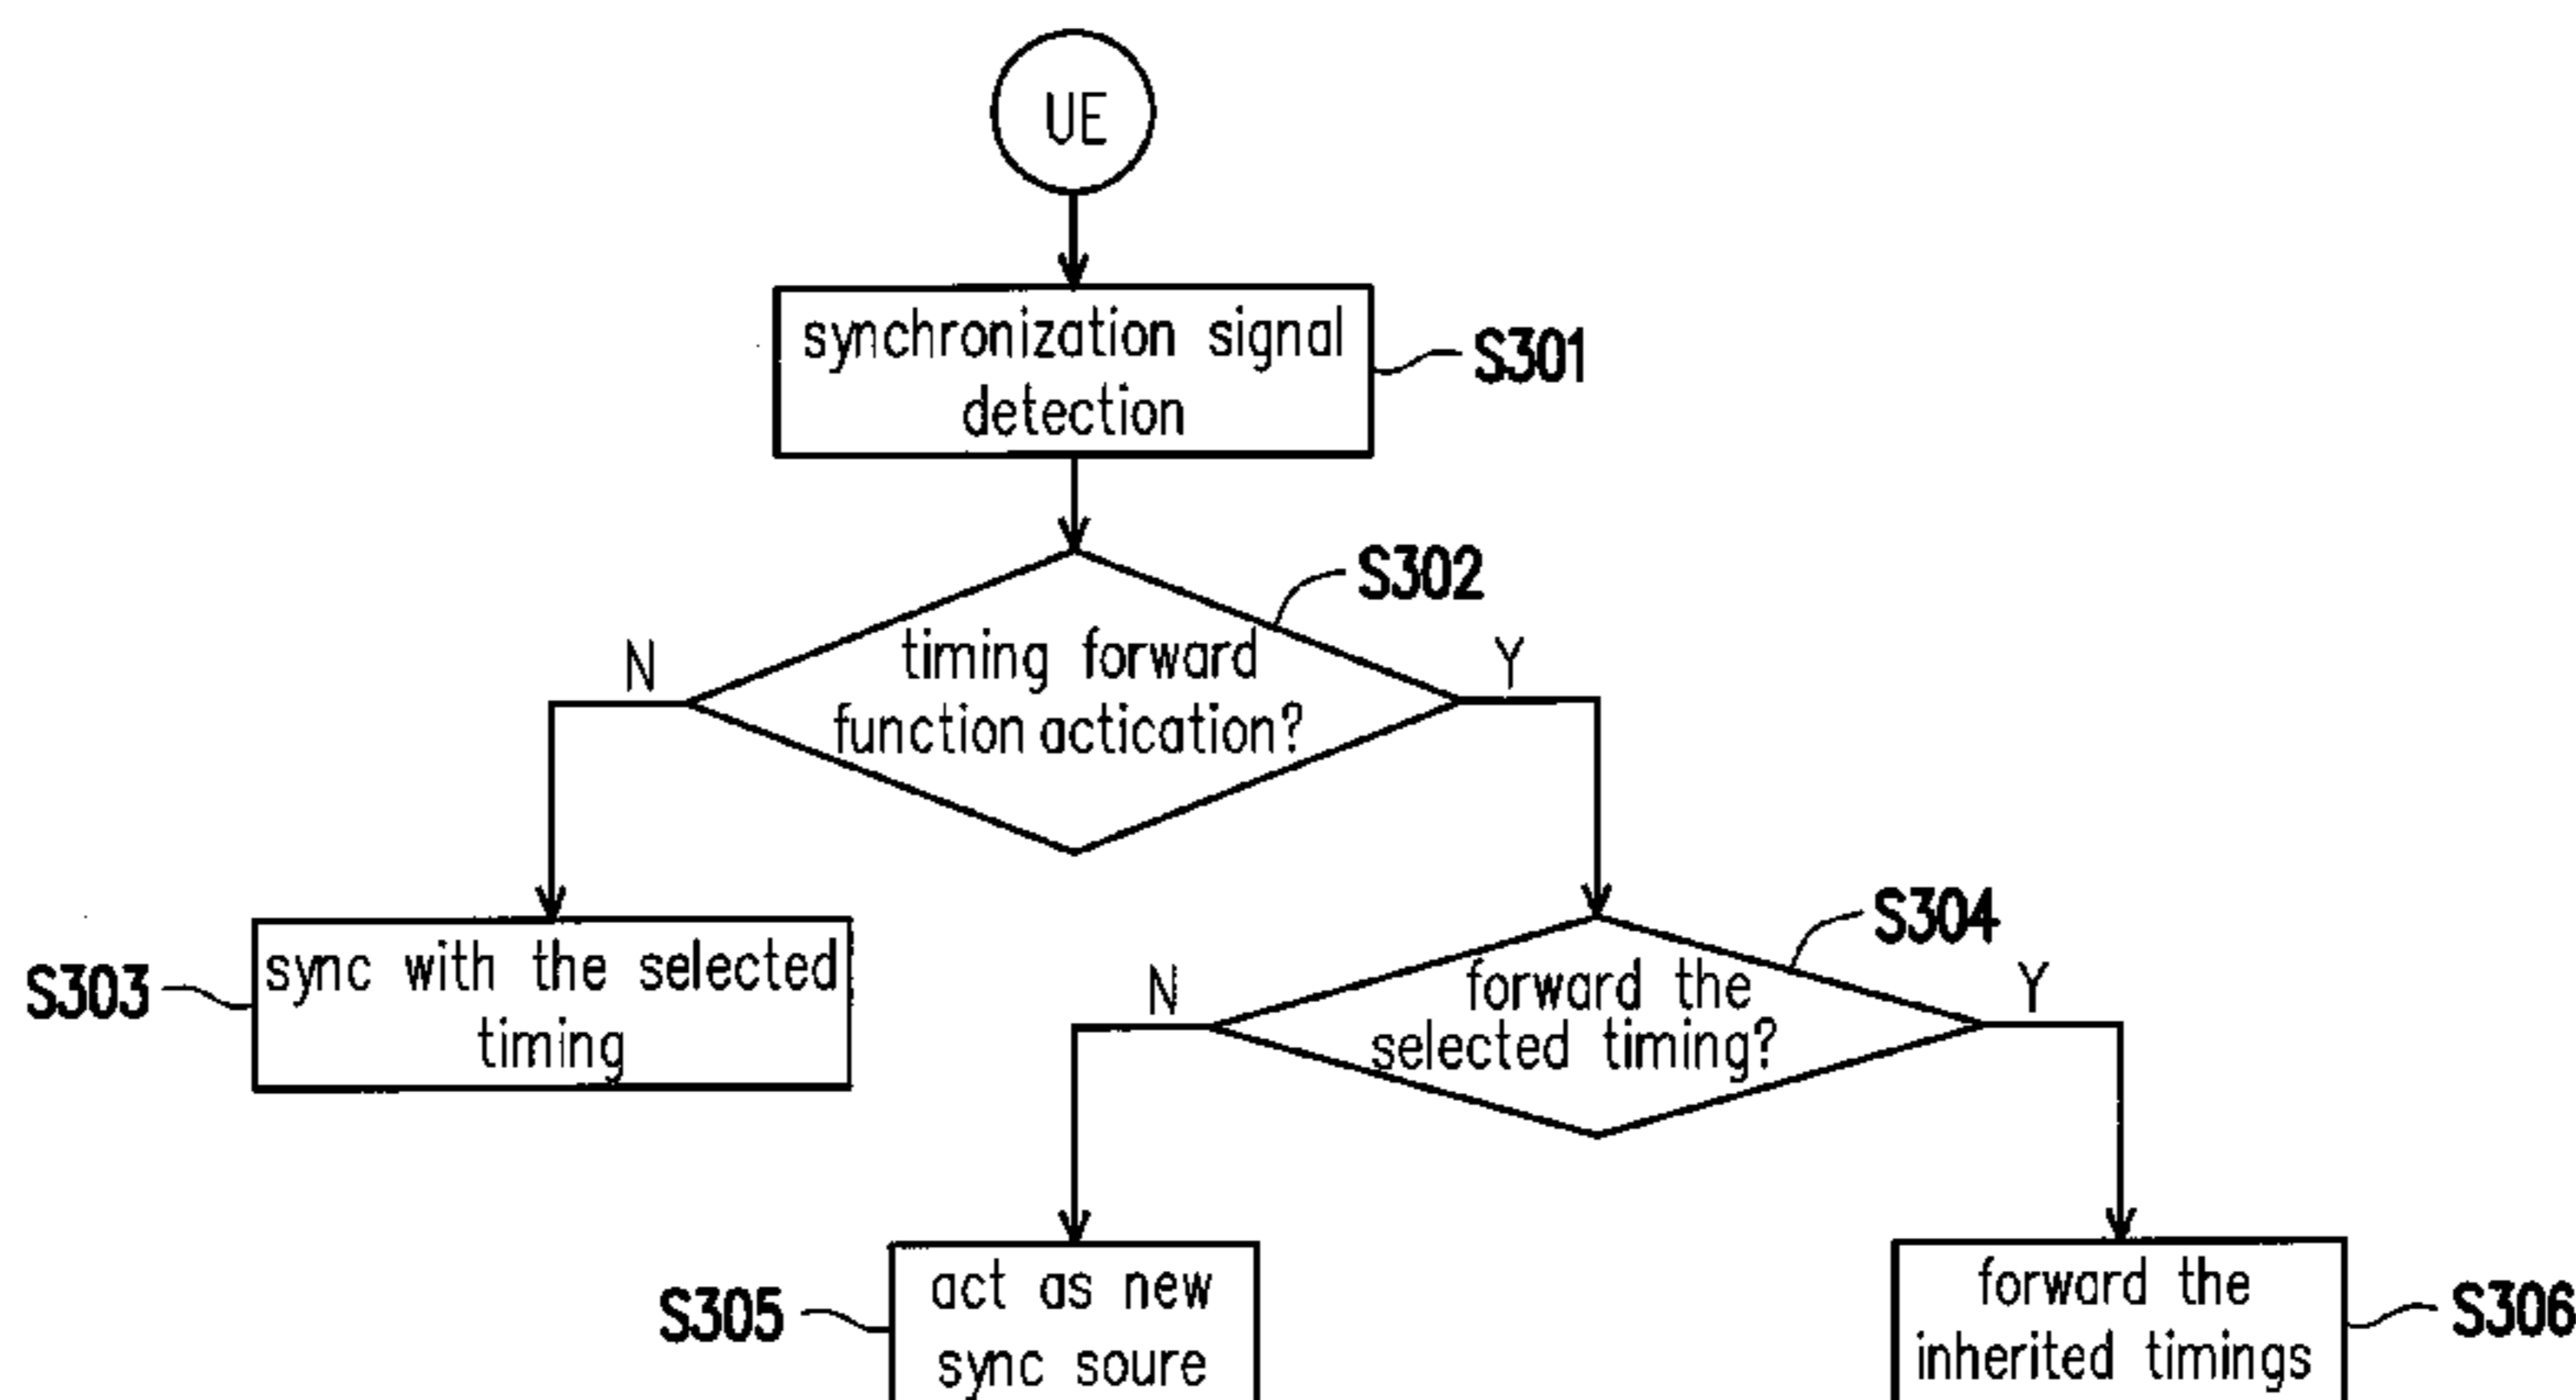 UE
synchronization signal
detection
S301
S302
timing forward
function actication?
N
Y
S303
sync with the selected
timing
S304
forward the
selected timing?
N
Y
S305
act as new
sync soure
forward the
inherited timings
S306